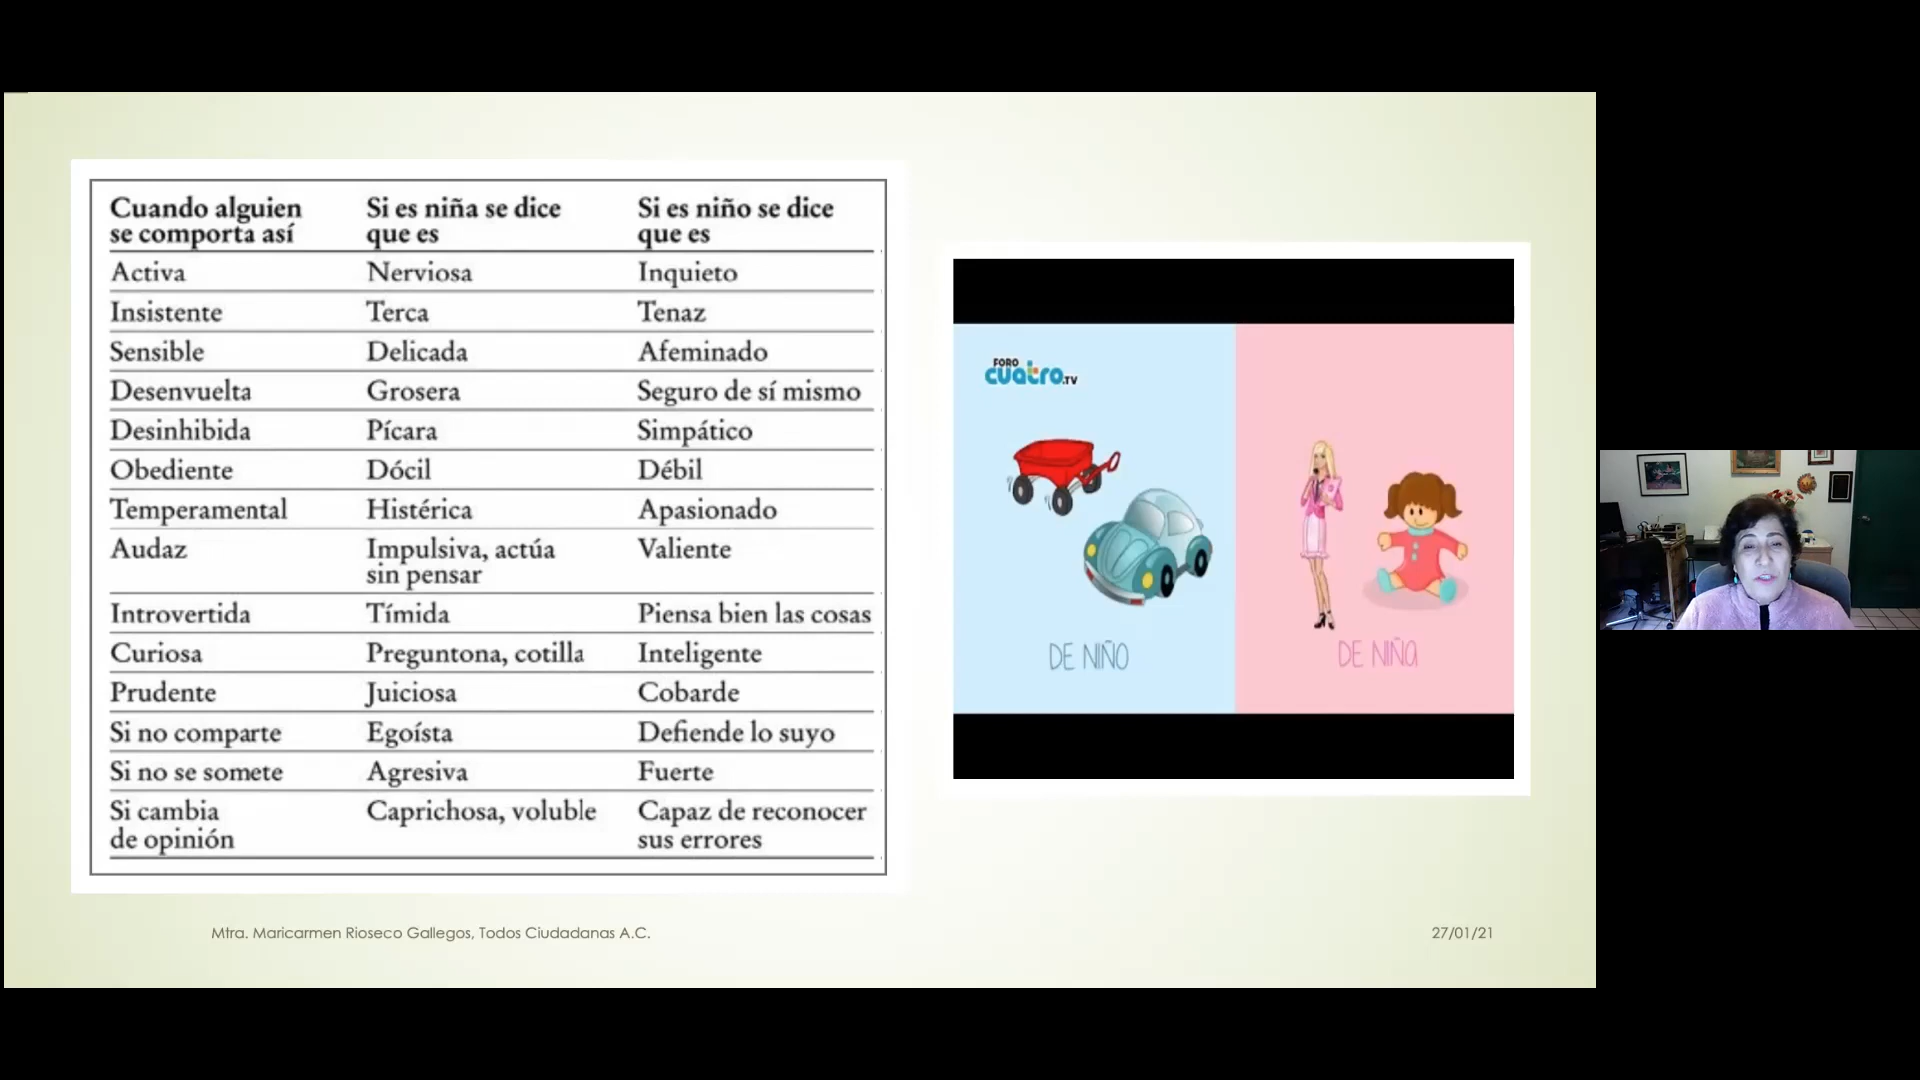 Cuando alguien se comporta así Si es niña se dice que es Si es niño se dice que es
Activa Nerviosa Inquieto
Insistente Terca Tenaz
Sensible Delicada Afeminado
Desenvuelta Grosera Seguro de sí mismo
Desinhibida Pícara Simpático
Obediente Dócil Débil
Temperamental Histérica Apasionado
Audaz Impulsiva, actúa sin pensar Valiente
Introvertida Tímida Piensa bien las cosas
Curiosa Preguntona, cotilla Inteligente
Prudente Juiciosa Cobarde
Si no comparte Egoísta Defiende lo suyo
Si no se somete Agresiva Fuerte
Si cambia de opinión Caprichosa, voluble Capaz de reconocer sus errores
FORO
cuatro.TV
DE NIÑO
DE NIÑA
Mtra. Maricarmen Rioseco Gallegos, Todos Ciudadanas A.C.
27/01/21